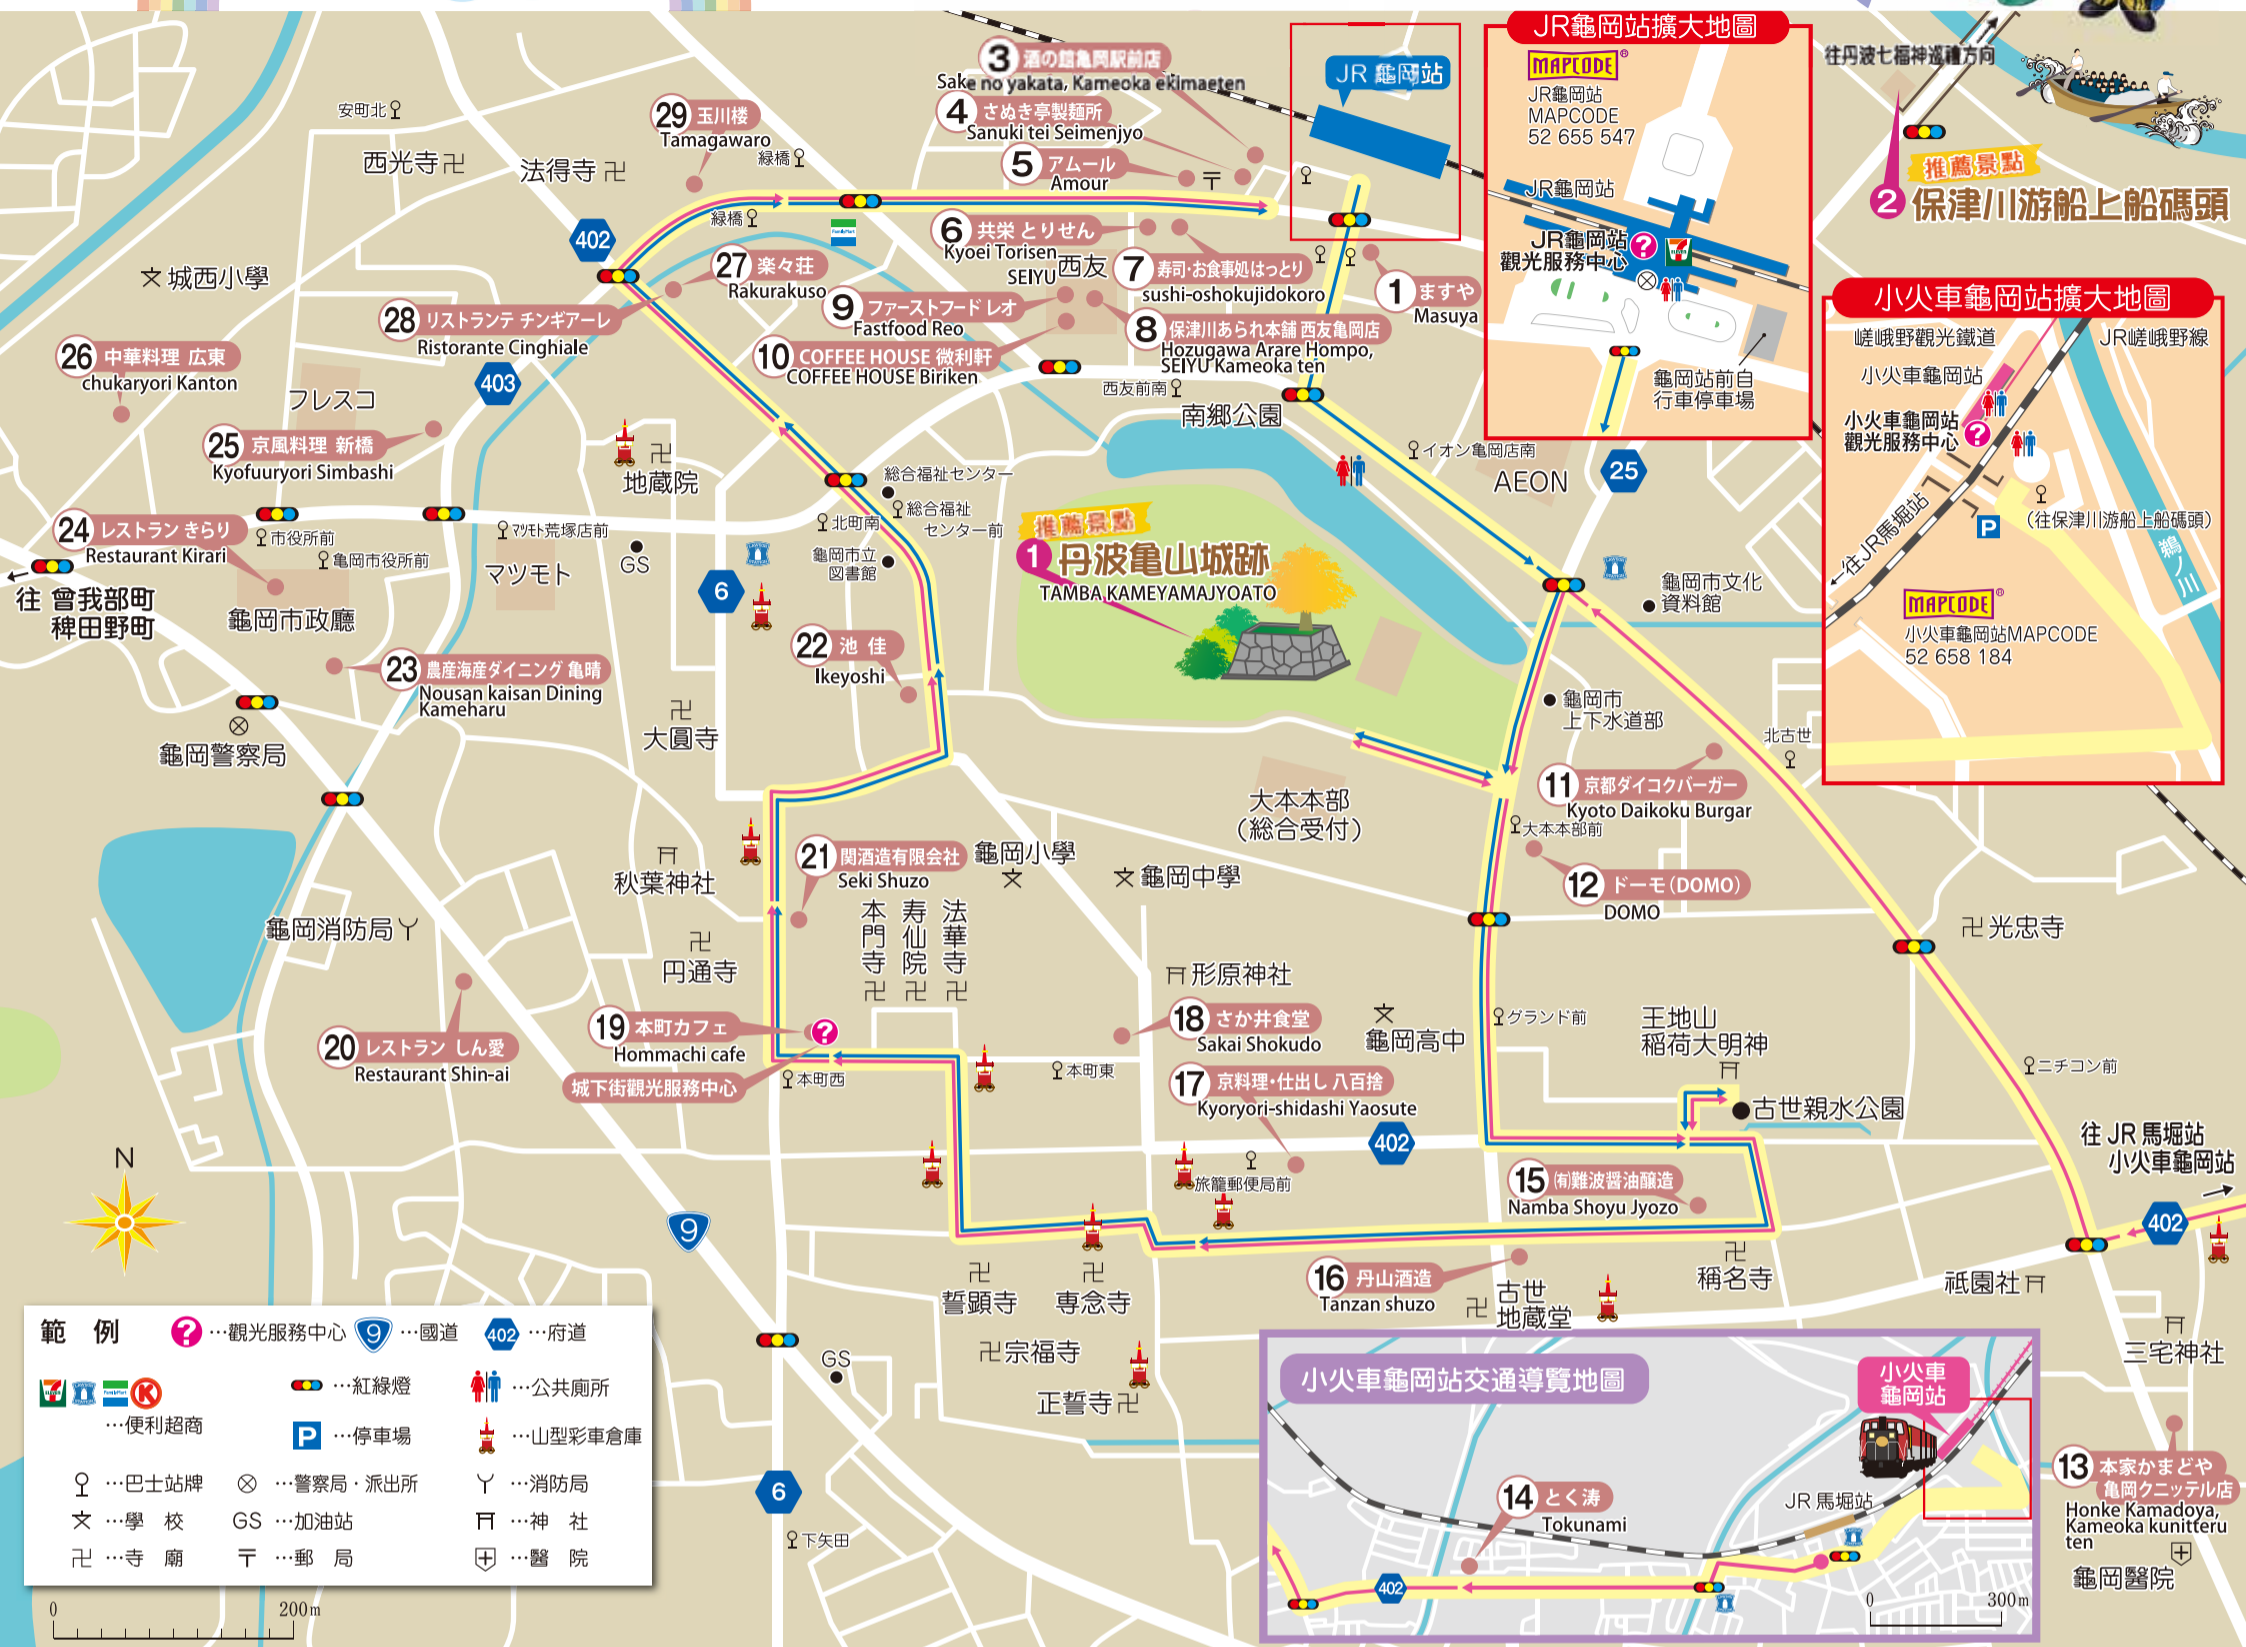 JR 龜岡站
3 酒の館亀岡駅前店
Sake no yakata, Kameoka ekimaeten
4 さぬき亭製麺所
Sanuki tei Seimenjyo
5 アムール
Amour
29 玉川楼
Tamagawaro
安町北
西光寺
法得寺
緑橋
緑橋
402
FamilyMart
6 共栄 とりせん
Kyoei Torisen
SEIYU
西友
7 寿司・お食事処はっとり
sushi-oshokujidokoro
1 ますや
Masuya
城西小學
27 楽々荘
Rakurakuso
28 リストランテ チンギアーレ
Ristorante Cinghiale
9 ファーストフード レオ
Fastfood Reo
8 保津川あられ本舗 西友亀岡店
Hozugawa Arare Hompo,
SEIYU Kameoka ten
10 COFFEE HOUSE 微利軒
COFFEE HOUSE Biriken
26 中華料理 広東
chukaryori Kanton
403
フレスコ
西友前南
南郷公園
25 京風料理 新橋
Kyofuuryori Simbashi
地蔵院
総合福祉センター
総合福祉
センター前
イオン亀岡店南
AEON
25
24 レストラン きらり
Restaurant Kirari
市役所前
亀岡市役所前
マツモト荒塚店前
マツモト
GS
北町南
亀岡市立
図書館
推薦景點
1 丹波亀山城跡
TAMBA KAMEYAMAJYOATO
6
往 曾我部町
稗田野町
龜岡市政廳
亀岡市文化
資料館
22 池 佳
Ikeyoshi
23 農産海産ダイニング 亀晴
Nousan kaisan Dining
Kameharu
大圓寺
龜岡警察局
亀岡市
上下水道部
北古世
11 京都ダイコクバーガー
Kyoto Daikoku Burgar
大本本部
(総合受付)
大本本部前
12 ドーモ(DOMO)
DOMO
21 関酒造有限会社
Seki Shuzo
龜岡小學
龜岡中學
秋葉神社
本門寺
寿仙院
法華寺
龜岡消防局
円通寺
光忠寺
形原神社
20 レストラン しん愛
Restaurant Shin-ai
19 本町カフェ
Hommachi cafe
城下街觀光服務中心
本町西
本町東
18 さか井食堂
Sakai Shokudo
龜岡高中
グランド前
王地山
稲荷大明神
ニチコン前
17 京料理・仕出し 八百捨
Kyoryori-shidashi Yaosute
古世親水公園
402
往 JR 馬堀站
小火車龜岡站
旅籠郵便局前
15 ㈲難波醤油醸造
Namba Shoyu Jyozo
402
N
9
16 丹山酒造
Tanzan shuzo
誓顕寺
専念寺
古世
地蔵堂
稱名寺
祗園社
宗福寺
正誓寺
三宅神社
GS
6
下矢田
13 本家かまどや
亀岡クニッテル店
Honke Kamadoya,
Kameoka kunitteru
ten
龜岡醫院
JR龜岡站擴大地圖
MAPCODE®
JR龜岡站
MAPCODE
52 655 547
JR龜岡站
JR龜岡站
觀光服務中心
龜岡站前自
行車停車場
往丹波七福神巡禮方向
推薦景點
2 保津川游船上船碼頭
小火車龜岡站擴大地圖
嵯峨野觀光鐵道
JR嵯峨野線
小火車龜岡站
小火車龜岡站
觀光服務中心
←往JR馬堀站
P
(往保津川游船上船碼頭)
鵜ノ川
MAPCODE®
小火車龜岡站MAPCODE
52 658 184
小火車龜岡站交通導覽地圖
小火車
龜岡站
14 とく涛
Tokunami
JR 馬堀站
402
0 300m
範 例
? …觀光服務中心 9 …國道 402 …府道
…便利超商 …紅綠燈 …公共廁所
P …停車場 …山型彩車倉庫
…巴士站牌 …警察局・派出所 …消防局
…學 校 GS …加油站 …神 社
…寺 廟 …郵 局 …醫 院
0 200m